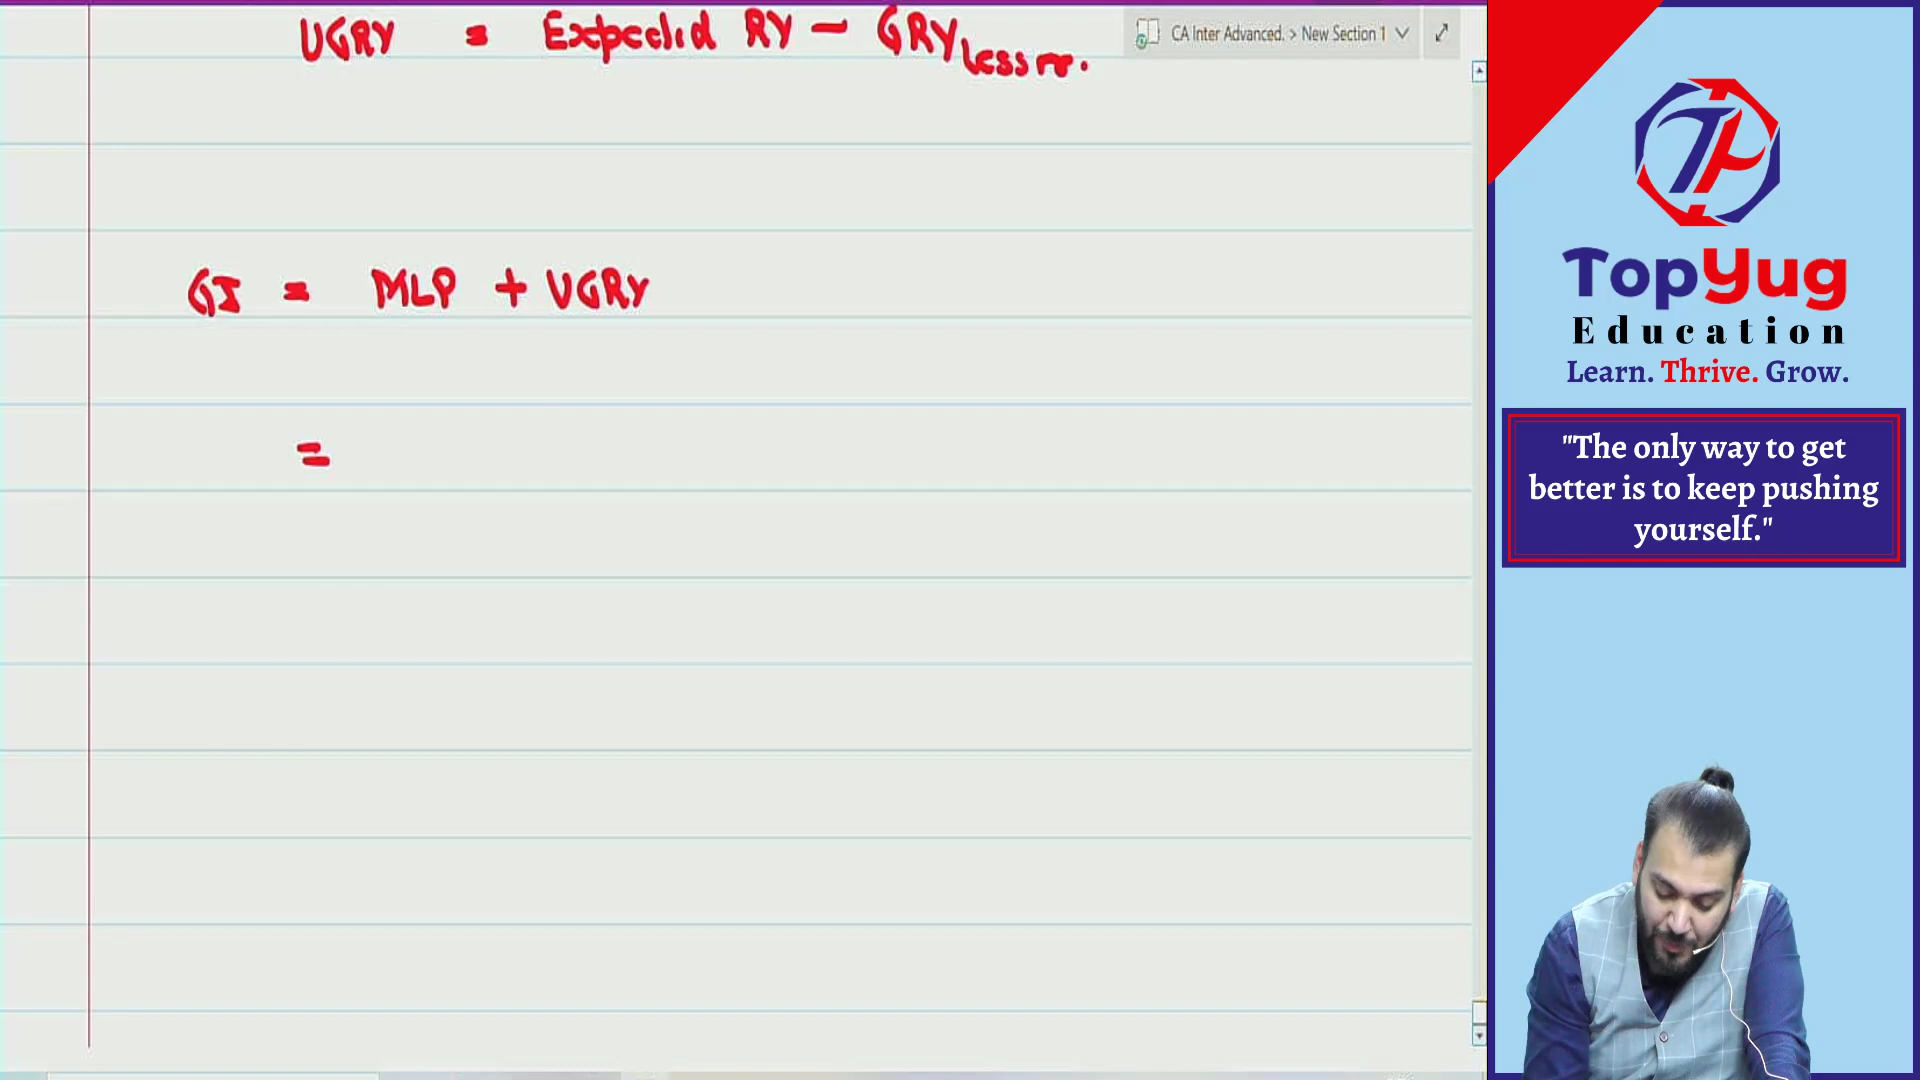 UGRY = Expected RY - GRY Lessor.
CA Inter Advanced. > New Section 1
GI = MLP + UGRY
=
TopYug
Education
Learn. Thrive. Grow.
"The only way to get
better is to keep pushing
yourself."